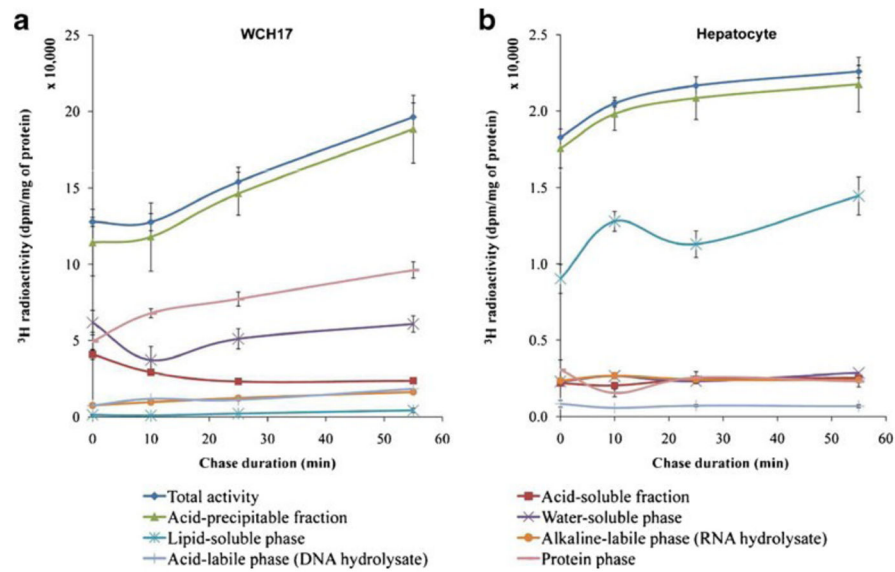 a
WCH17
x 10,000
³H radioactivity (dpm/mg of protein)
25
20
15
10
5
0
0 10 20 30 40 50 60
Chase duration (min)
b
Hepatocyte
x 10,000
³H radioactivity (dpm/mg of protein)
2.5
2.0
1.5
1.0
0.5
0.0
0 10 20 30 40 50 60
Chase duration (min)
Total activity
Acid-precipitable fraction
Lipid-soluble phase
Acid-labile phase (DNA hydrolysate)
Acid-soluble fraction
Water-soluble phase
Alkaline-labile phase (RNA hydrolysate)
Protein phase